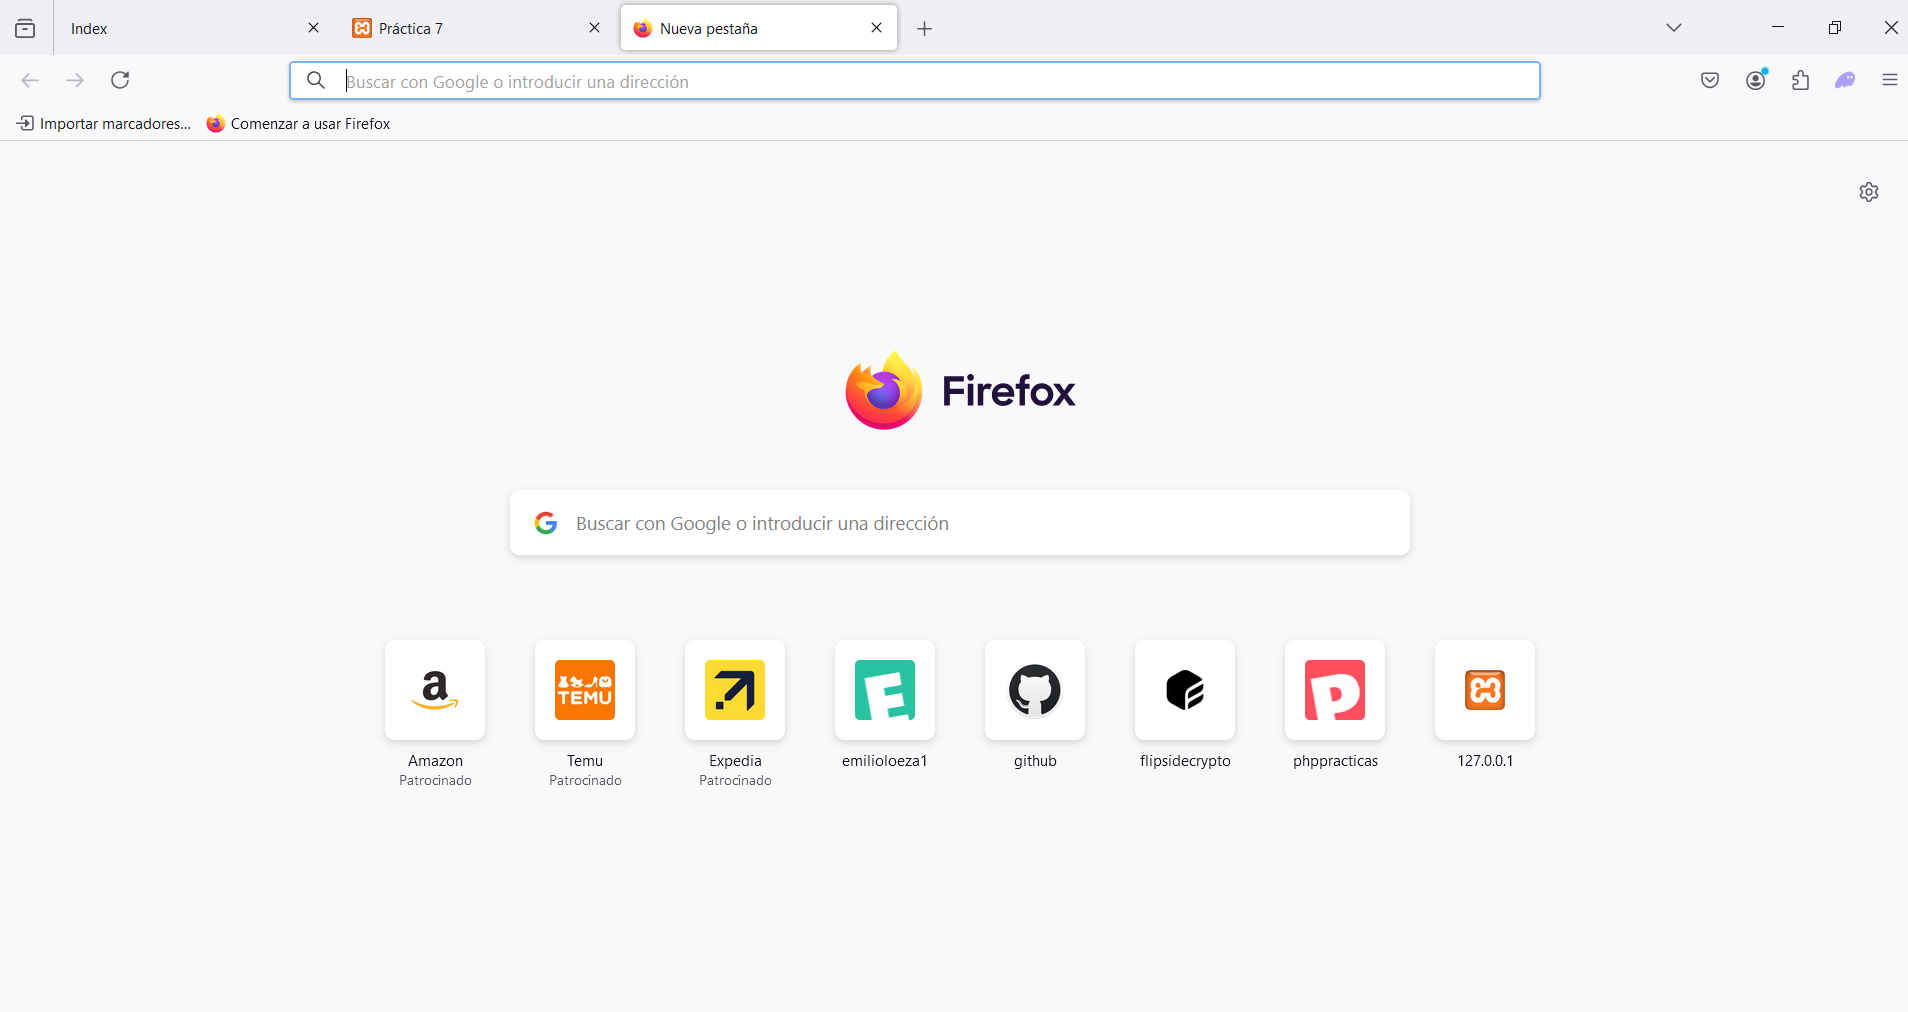 Index
Práctica 7
Nueva pestaña
Buscar con Google o introducir una dirección
Importar marcadores...
Comenzar a usar Firefox
Firefox
Buscar con Google o introducir una dirección
TEMU
Amazon
Patrocinado
Temu
Patrocinado
Expedia
Patrocinado
emilioloeza1
github
flipsidecrypto
phppracticas
127.0.0.1